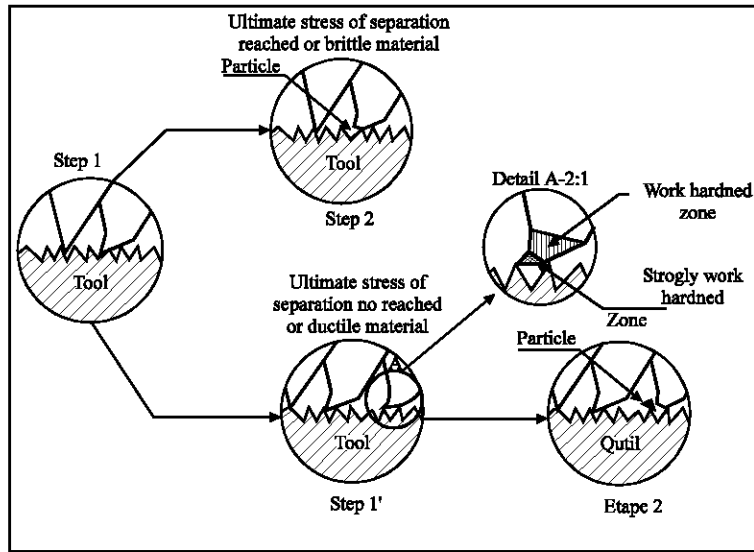 Ultimate stress of separation
reached or brittle material
Particle
Tool
Step 2
Step 1
Tool
Detail A-2:1
Work hardned
zone
Strogly work
hardned
Zone
Ultimate stress of
separation no reached
or ductile material
A
Tool
Step 1'
Particle
Qutil
Etape 2